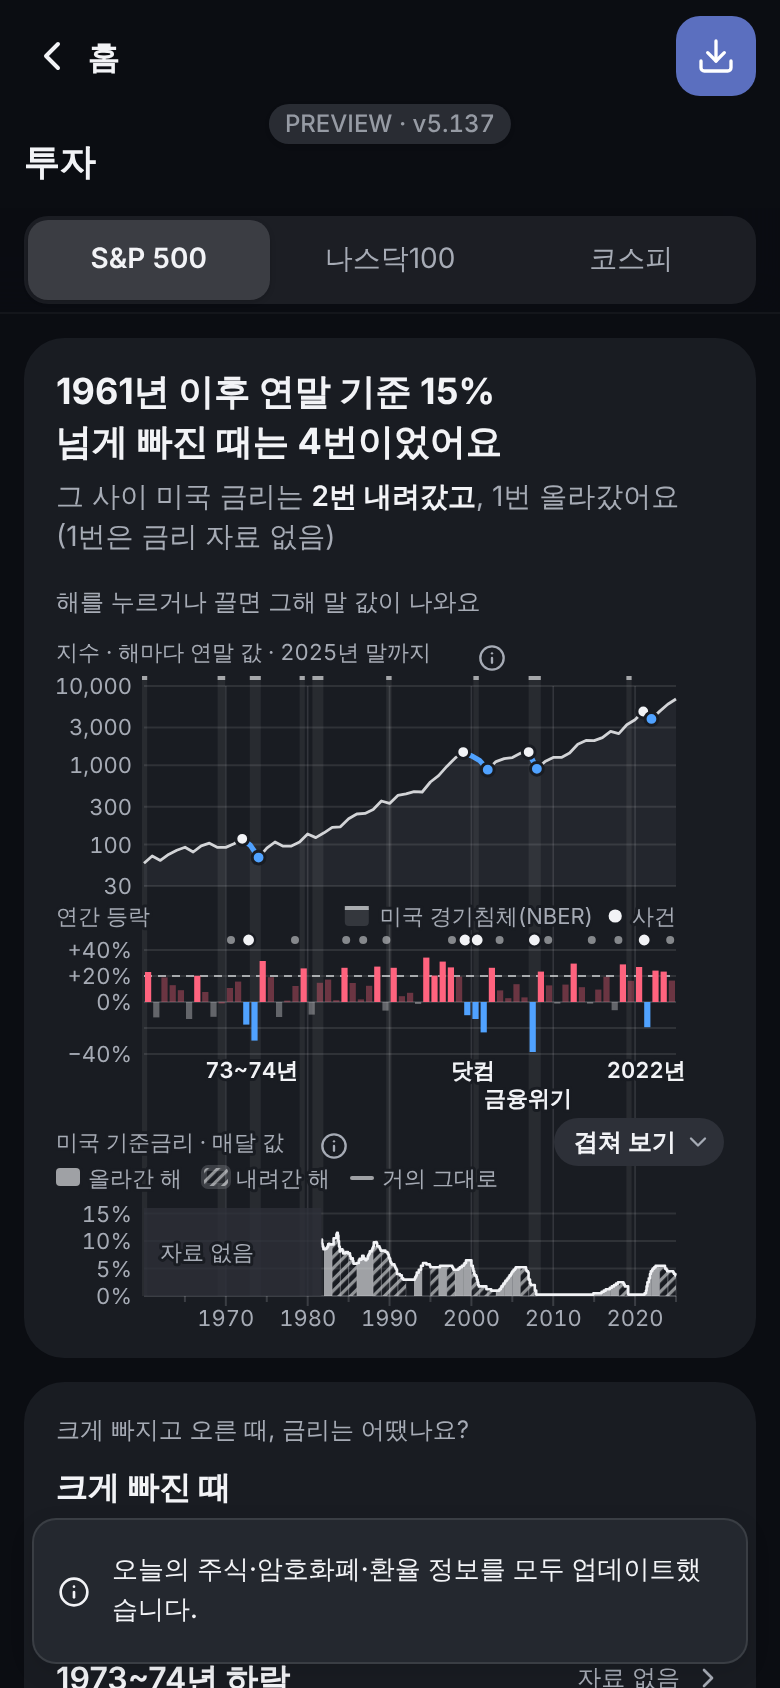 홈
PREVIEW · v5.137
투자
S&P 500
나스닥100
코스피
1961년 이후 연말 기준 15%
넘게 빠진 때는 4번이었어요
그 사이 미국 금리는 2번 내려갔고, 1번 올라갔어요
(1번은 금리 자료 없음)
해를 누르거나 끌면 그해 말 값이 나와요
지수 · 해마다 연말 값 · 2025년 말까지
10,000
3,000
1,000
300
100
30
연간 등락
미국 경기침체(NBER)
사건
+40%
+20%
0%
−40%
73~74년
닷컴
2022년
금융위기
미국 기준금리 · 매달 값
겹쳐 보기
올라간 해
내려간 해
거의 그대로
15%
10%
5%
0%
자료 없음
1970
1980
1990
2000
2010
2020
크게 빠지고 오른 때, 금리는 어땠나요?
크게 빠진 때
오늘의 주식·암호화폐·환율 정보를 모두 업데이트했
습니다.
1973~74년 하락
자료 없음